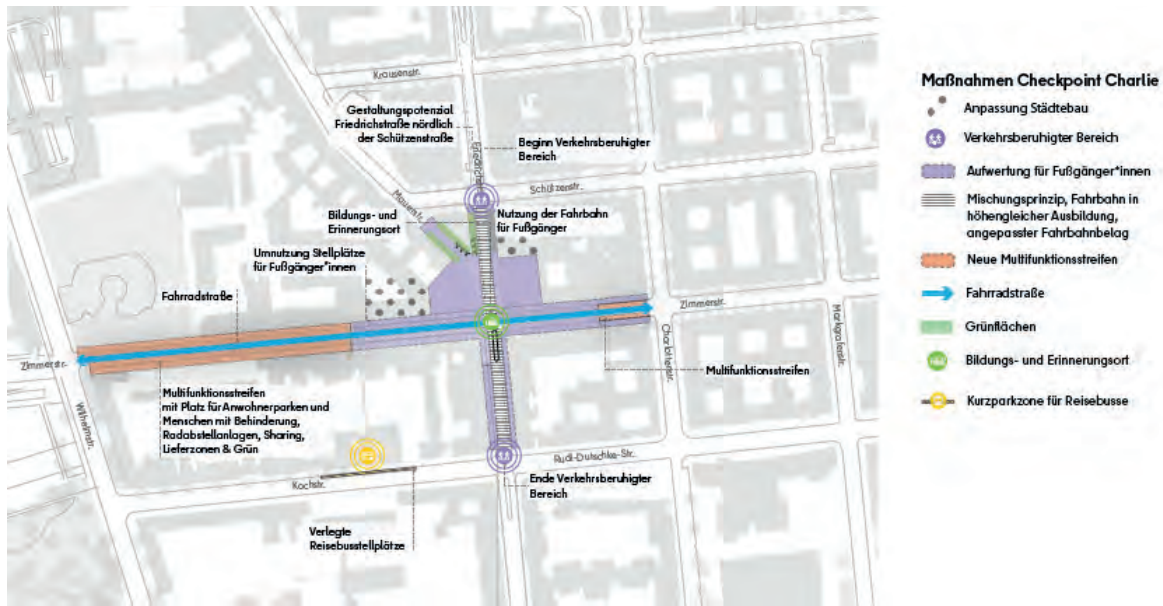 Krausenstr.
Gestaltungspotenzial
Friedrichstraße nördlich
der Schützenstraße
Beginn Verkehrsberuhigter
Bereich
Schützenstr.
Mauerstr.
Bildungs- und
Erinnerungsort
Nutzung der Fahrbahn
für Fußgänger
Umnutzung Stellplätze
für Fußgänger*innen
Fahrradstraße
Zimmerstr.
Zimmerstr.
Charlottenstr.
Markgrafenstr.
Multifunktionsstreifen
Wilhelmstr.
Multifunktionsstreifen
mit Platz für Anwohnerparken und
Menschen mit Behinderung,
Radabstellanlagen, Sharing,
Lieferzonen & Grün
Rudi-Dutschke-Str.
Kochstr.
Ende Verkehrsberuhigter
Bereich
Verlegte
Reisebusstellplätze
Maßnahmen Checkpoint Charlie
Anpassung Städtebau
Verkehrsberuhigter Bereich
Aufwertung für Fußgänger*innen
Mischungsprinzip, Fahrbahn in
höhengleicher Ausbildung,
angepasster Fahrbahnbelag
Neue Multifunktionsstreifen
Fahrradstraße
Grünflächen
Bildungs- und Erinnerungsort
Kurzparkzone für Reisebusse